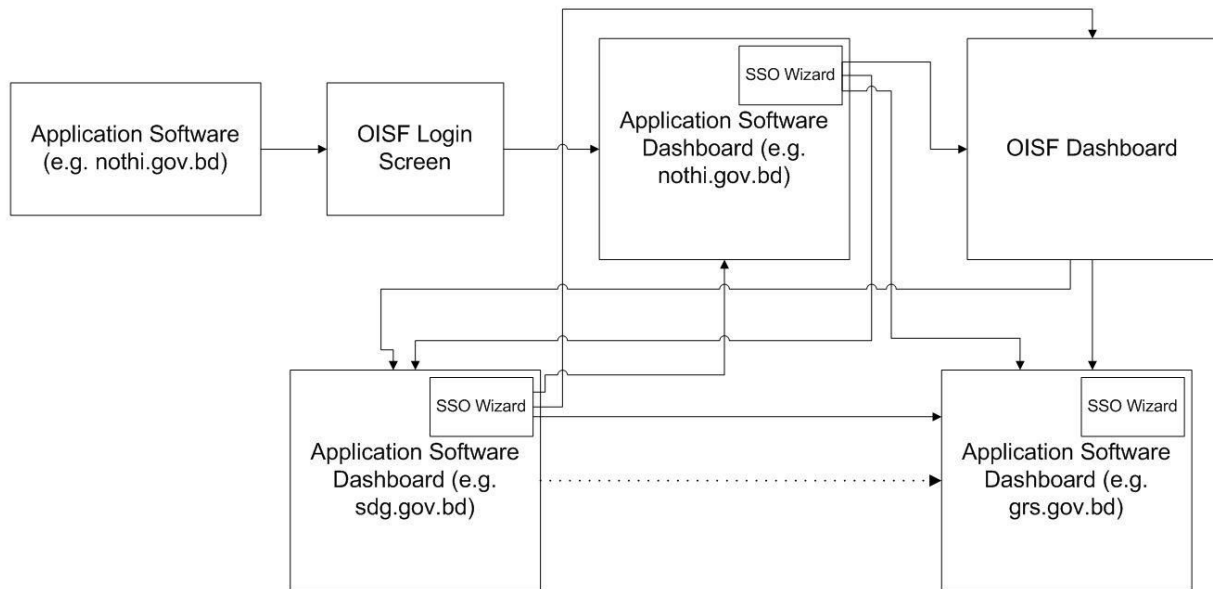 Application Software
(e.g. nothi.gov.bd)
OISF Login
Screen
SSO Wizard
Application Software
Dashboard (e.g.
nothi.gov.bd)
OISF Dashboard
SSO Wizard
Application Software
Dashboard (e.g.
sdg.gov.bd)
SSO Wizard
Application Software
Dashboard (e.g.
grs.gov.bd)